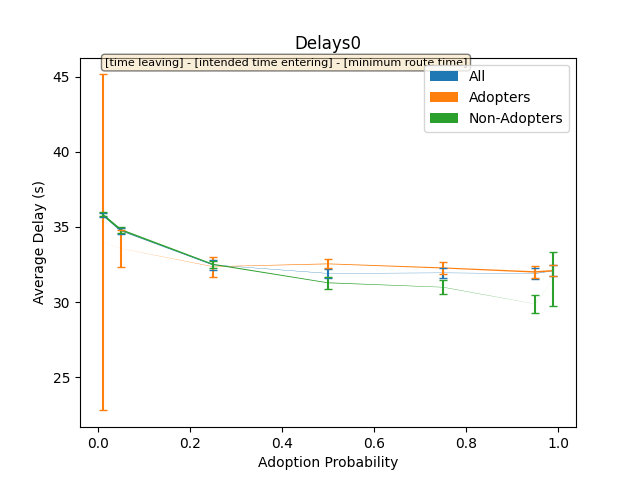 Delays0
[time leaving] - [intended time entering] - [minimum route time]
All
Adopters
Non-Adopters
45
40
35
30
25
Average Delay (s)
0.0 0.2 0.4 0.6 0.8 1.0
Adoption Probability